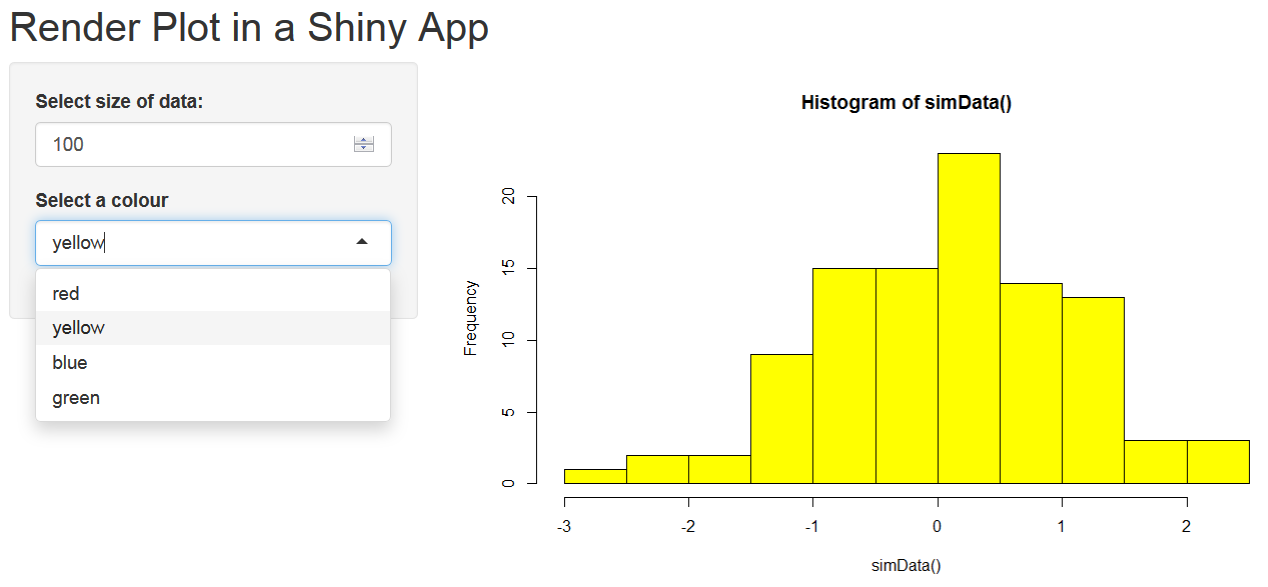 Render Plot in a Shiny App
Select size of data:
100
Select a colour
yellow
red
yellow
blue
green
Histogram of simData()
Frequency
20
15
10
5
0
-3 -2 -1 0 1 2
simData()